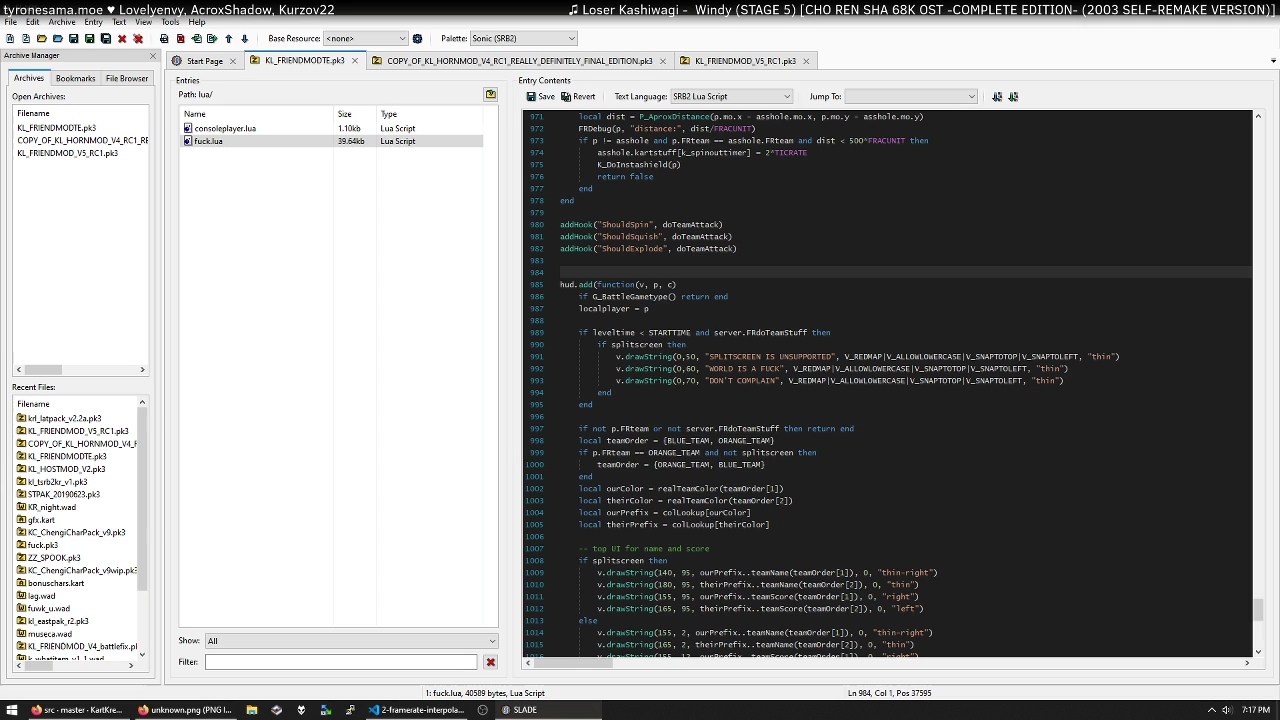 tyronesama.moe ♥ Lovelyenvy, AcroxShadow, Kurzov22
♫ Loser Kashiwagi - Windy (STAGE 5) [CHO REN SHA 68K OST -COMPLETE EDITION- (2003 SELF-REMAKE VERSION)]
File Edit Archive Entry Text View Tools Help
Base Resource: <none> Palette: Sonic (SRB2)
Archive Manager
Start Page KL_FRIENDMODTE.pk3 COPY_OF_KL_HORNMOD_V4_RC1_REALLY_DEFINITELY_FINAL_EDITION.pk3 KL_FRIENDMOD_V5_RC1.pk3
Archives Bookmarks File Browser
Open Archives:
Filename
KL_FRIENDMODTE.pk3
COPY_OF_KL_HORNMOD_V4_RC1_RE
KL_FRIENDMOD_V5_RC1.pk3
Recent Files:
Filename
krl_latpack_v2.2a.pk3
KL_FRIENDMOD_V5_RC1.pk3
COPY_OF_KL_HORNMOD_V4_F
KL_FRIENDMODTE.pk3
KL_HOSTMOD_V2.pk3
kl_tsrb2kr_v1.pk3
STPAK_20190623.pk3
KR_night.wad
gfx.kart
KC_ChengiCharPack_v9.pk3
fuck.pk3
ZZ_SPOOK.pk3
KC_ChengiCharPack_v9wip.pk3
bonuschars.kart
lag.wad
fuwk_u.wad
kl_eastpak_r2.pk3
museca.wad
KL_FRIENDMOD_V4_battlefix.pk
Entries
Path: lua/
Name Size Type
consoleplayer.lua 1.10kb Lua Script
fuck.lua 39.64kb Lua Script
Show: All
Filter:
Entry Contents
Save Revert Text Language: SRB2 Lua Script Jump To:
971 local dist = P_AproxDistance(p.mo.x - asshole.mo.x, p.mo.y - asshole.mo.y)
972 FRDebug(p, "distance:", dist/FRACUNIT)
973 if p != asshole and p.FRteam == asshole.FRteam and dist < 500*FRACUNIT then
974 asshole.kartstuff[k_spinouttimer] = 2*TICRATE
975 K_DoInstashield(p)
976 return false
977 end
978 end
979
980 addHook("ShouldSpin", doTeamAttack)
981 addHook("ShouldSquish", doTeamAttack)
982 addHook("ShouldExplode", doTeamAttack)
983
984
985 hud.add(function(v, p, c)
986 if G_BattleGametype() return end
987 localplayer = p
988
989 if leveltime < STARTTIME and server.FRdoTeamStuff then
990 if splitscreen then
991 v.drawString(0,50, "SPLITSCREEN IS UNSUPPORTED", V_REDMAP|V_ALLOWLOWERCASE|V_SNAPTOTOP|V_SNAPTOLEFT, "thin")
992 v.drawString(0,60, "WORLD IS A FUCK", V_REDMAP|V_ALLOWLOWERCASE|V_SNAPTOTOP|V_SNAPTOLEFT, "thin")
993 v.drawString(0,70, "DON'T COMPLAIN", V_REDMAP|V_ALLOWLOWERCASE|V_SNAPTOTOP|V_SNAPTOLEFT, "thin")
994 end
995 end
996
997 if not p.FRteam or not server.FRdoTeamStuff then return end
998 local teamOrder = {BLUE_TEAM, ORANGE_TEAM}
999 if p.FRteam == ORANGE_TEAM and not splitscreen then
1000 teamOrder = {ORANGE_TEAM, BLUE_TEAM}
1001 end
1002 local ourColor = realTeamColor(teamOrder[1])
1003 local theirColor = realTeamColor(teamOrder[2])
1004 local ourPrefix = colLookup[ourColor]
1005 local theirPrefix = colLookup[theirColor]
1006
1007 -- top UI for name and score
1008 if splitscreen then
1009 v.drawString(140, 95, ourPrefix..teamName(teamOrder[1]), 0, "thin-right")
1010 v.drawString(180, 95, theirPrefix..teamName(teamOrder[2]), 0, "thin")
1011 v.drawString(155, 95, ourPrefix..teamScore(teamOrder[1]), 0, "right")
1012 v.drawString(165, 95, theirPrefix..teamScore(teamOrder[2]), 0, "left")
1013 else
1014 v.drawString(155, 2, ourPrefix..teamName(teamOrder[1]), 0, "thin-right")
1015 v.drawString(165, 2, theirPrefix..teamName(teamOrder[2]), 0, "thin")
1: fuck.lua, 40589 bytes, Lua Script Ln 984, Col 1, Pos 37595
src - master - KartKre... unknown.png (PNG I... 2-framerate-interpola... SLADE 7:17 PM